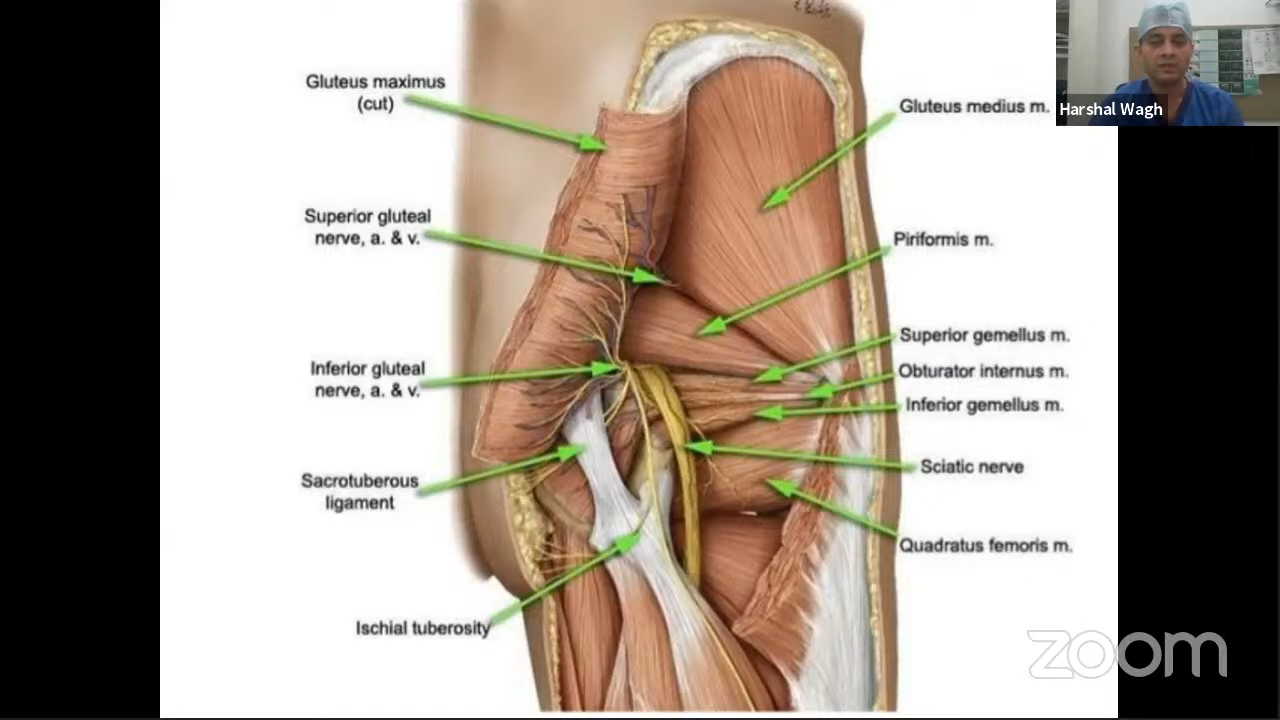 Gluteus maximus
(cut)
Superior gluteal
nerve, a. & v.
Inferior gluteal
nerve, a. & v.
Sacrotuberous
ligament
Ischial tuberosity
Gluteus medius m.
Piriformis m.
Superior gemellus m.
Obturator internus m.
Inferior gemellus m.
Sciatic nerve
Quadratus femoris m.
Harshal Wagh
zoom